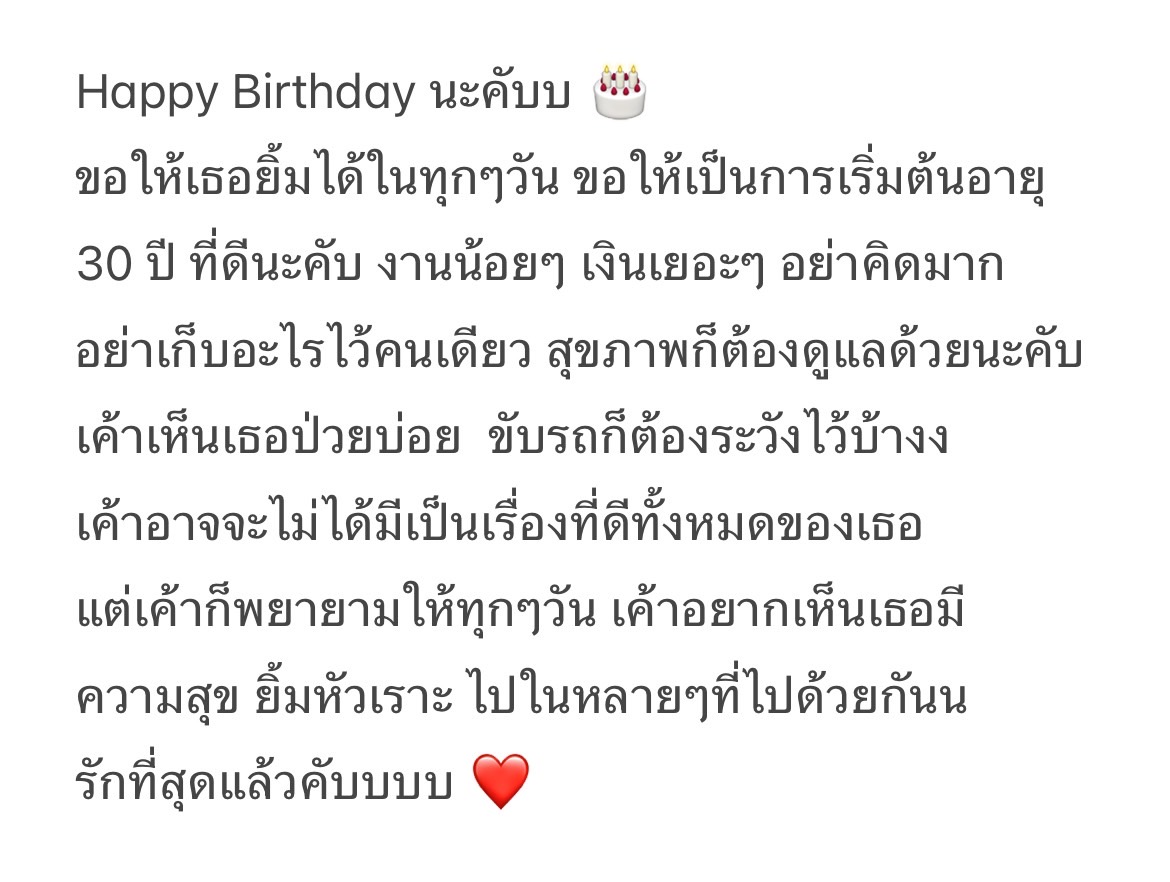 Happy Birthday นะคับบ 🎂
ขอให้เธอยิ้มได้ในทุกๆวัน ขอให้เป็นการเริ่มต้นอายุ
30 ปี ที่ดีนะคับ งานน้อยๆ เงินเยอะๆ อย่าคิดมาก
อย่าเก็บอะไรไว้คนเดียว สุขภาพก็ต้องดูแลด้วยนะคับ
เค้าเห็นเธอป่วยบ่อย  ขับรถก็ต้องระวังไว้บ้างง
เค้าอาจจะไม่ได้มีเป็นเรื่องที่ดีทั้งหมดของเธอ
แต่เค้าก็พยายามให้ทุกๆวัน เค้าอยากเห็นเธอมี
ความสุข ยิ้มหัวเราะ ไปในหลายๆที่ไปด้วยกันน
รักที่สุดแล้วคับบบบ ❤️